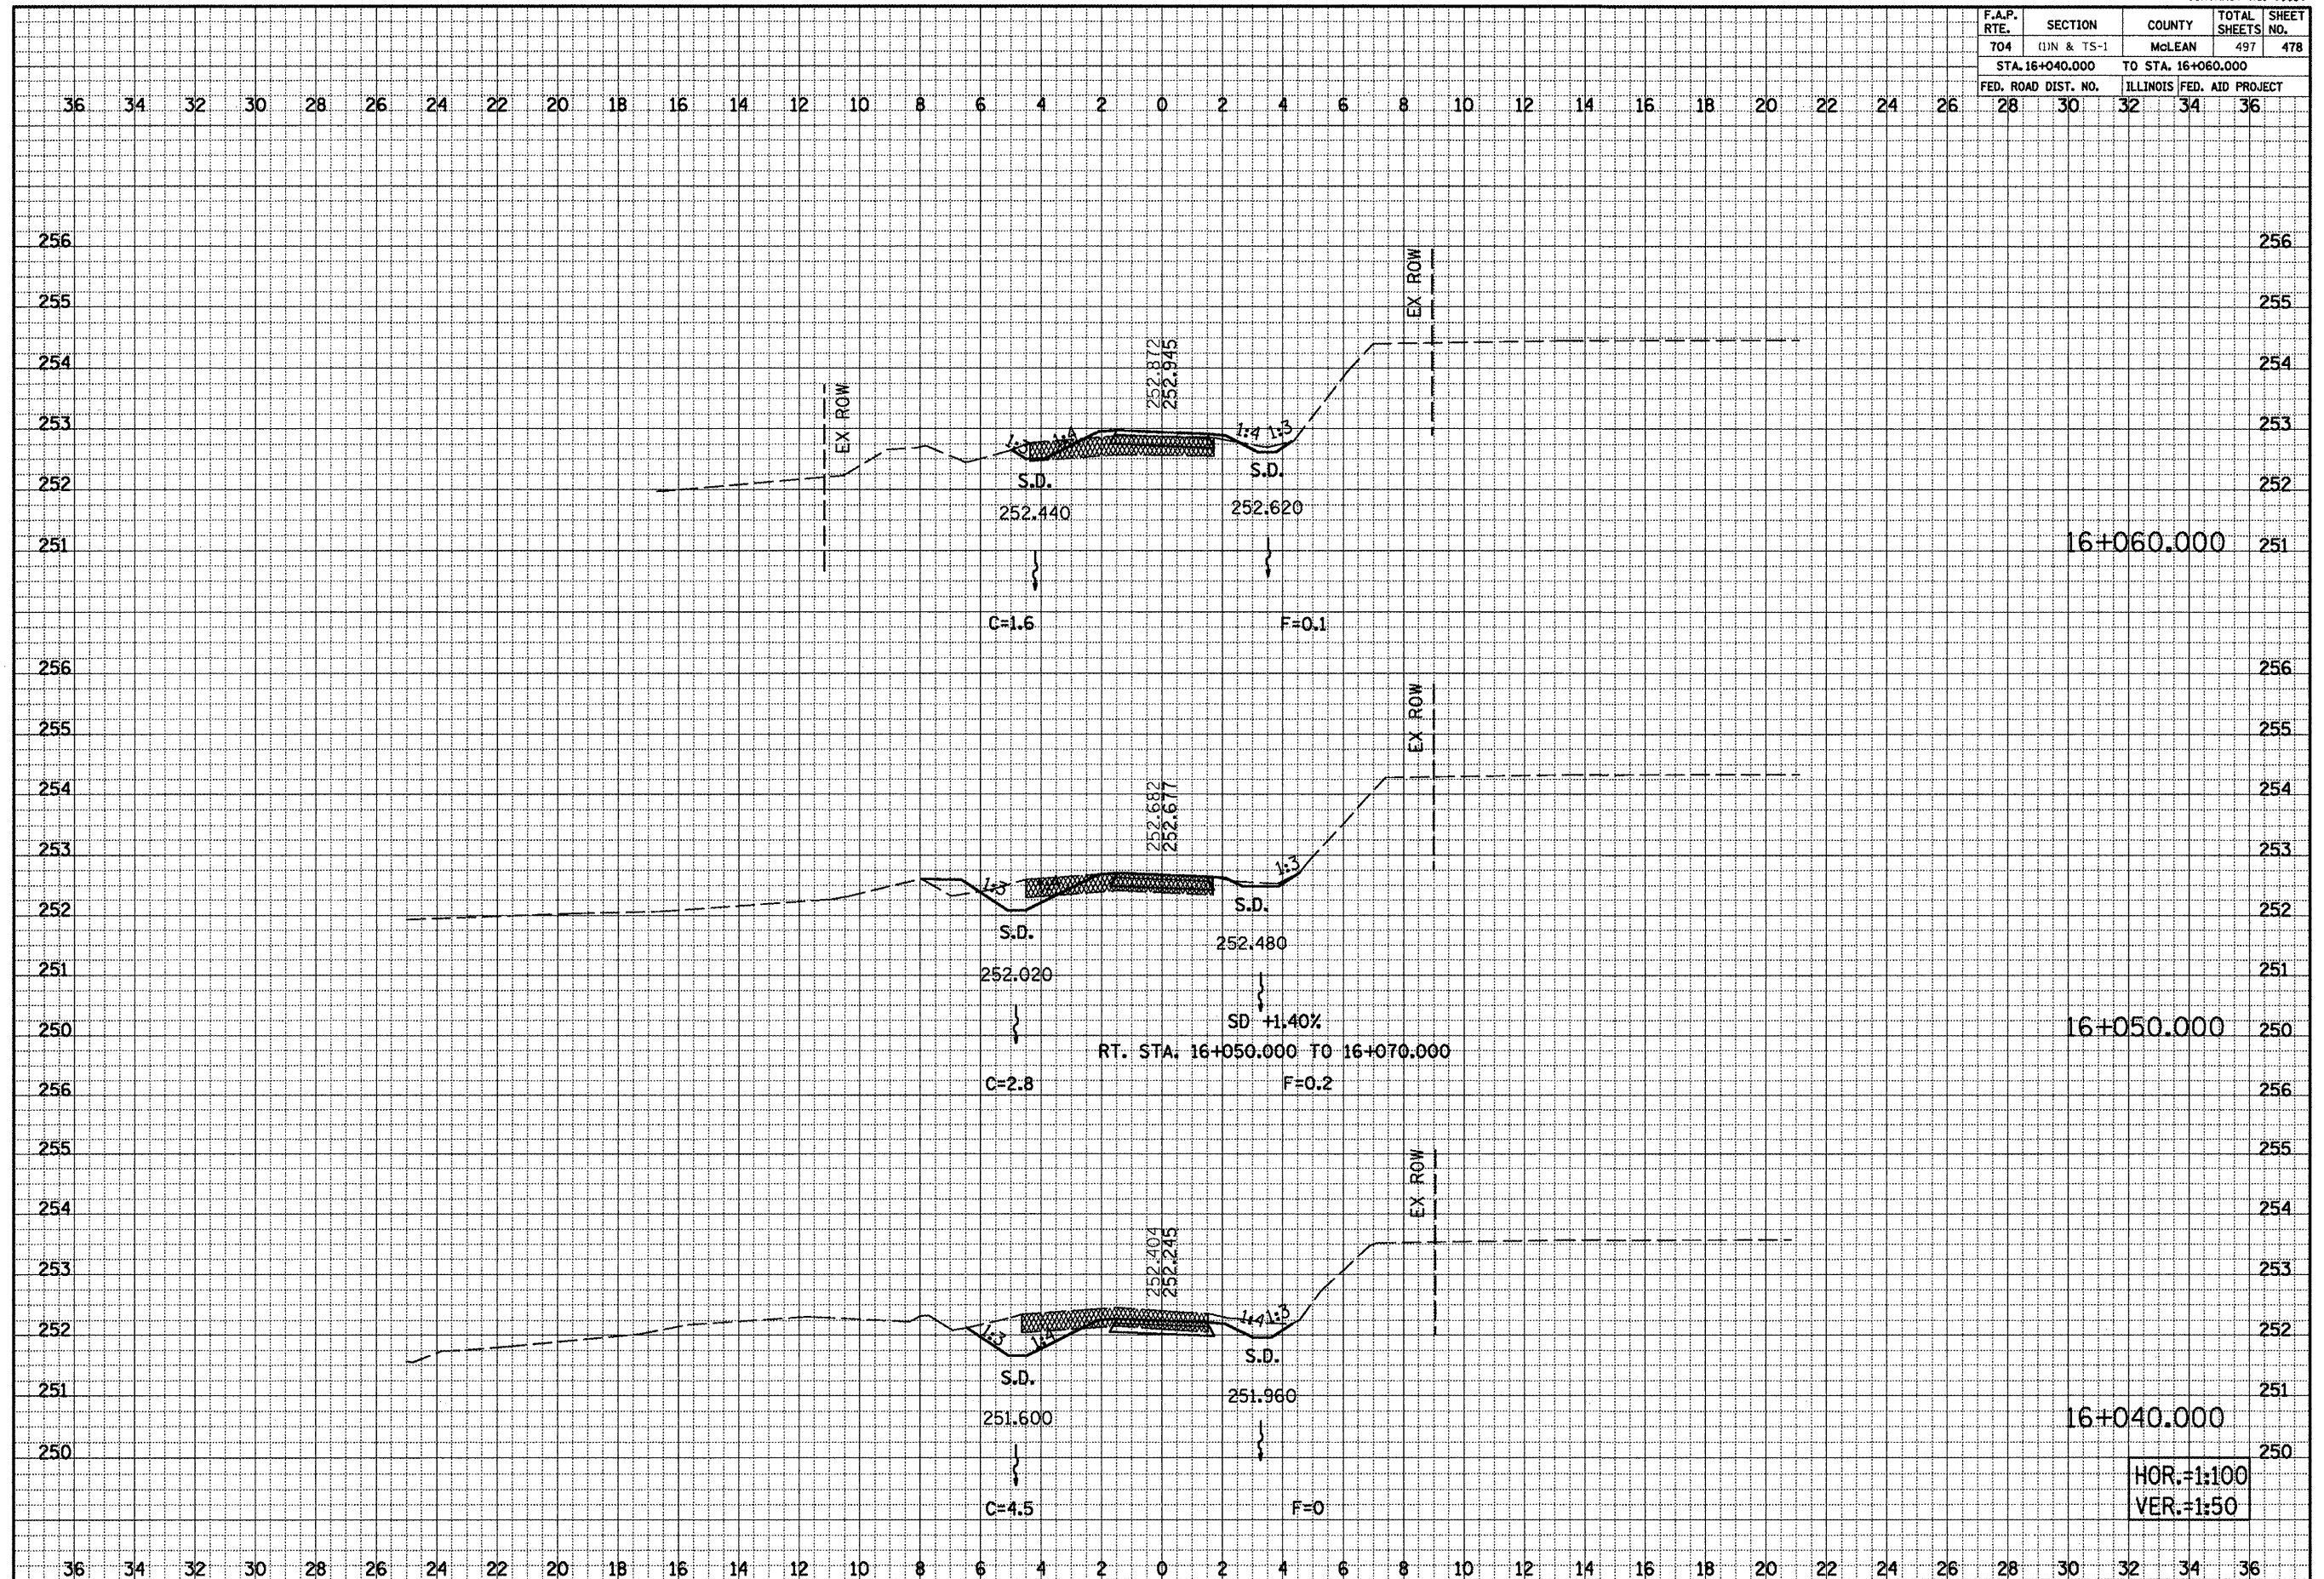 F.A.P. RTE. SECTION COUNTY TOTAL SHEETS SHEET NO.
704 (1)N & TS-1 McLEAN 497 478
STA. 16+040.000 TO STA. 16+060.000
FED. ROAD DIST. NO. ILLINOIS FED. AID PROJECT
36 34 32 30 28 26 24 22 20 18 16 14 12 10 8 6 4 2 0 2 4 6 8 10 12 14 16 18 20 22 24 26 28 30 32 34 36
256 256
255 EX ROW 255
254 252.872 252.945 254
253 EX ROW 1:3 1:4 1:4 1:3 253
252 S.D. S.D. 252
252.440 252.620
251 16+060.000 251
C=1.6 F=0.1
256 256
255 EX ROW 255
254 252.682 252.677 254
253 1:3 253
1:3
252 S.D. S.D. 252
252.480
251 252.020 251
250 SD +1.40% 16+050.000 250
RT. STA. 16+050.000 TO 16+070.000
256 C=2.8 F=0.2 256
255 EX ROW 255
254 252.404 252.245 254
253 253
252 1:3 1:4 1:4 1:3 252
S.D. S.D.
251 251.960 251
251.600 16+040.000
250 250
HOR.=1:100
C=4.5 F=0 VER.=1:50
36 34 32 30 28 26 24 22 20 18 16 14 12 10 8 6 4 2 0 2 4 6 8 10 12 14 16 18 20 22 24 26 28 30 32 34 36